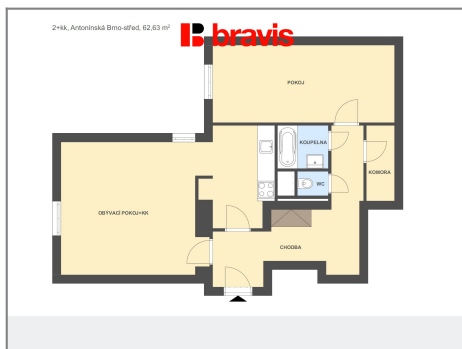 2+kk, Antonínská Brno-střed, 62,63 m²
bravis
POKOJ
KOUPELNA
KOMORA
WC
OBÝVACÍ POKOJ+KK
CHODBA